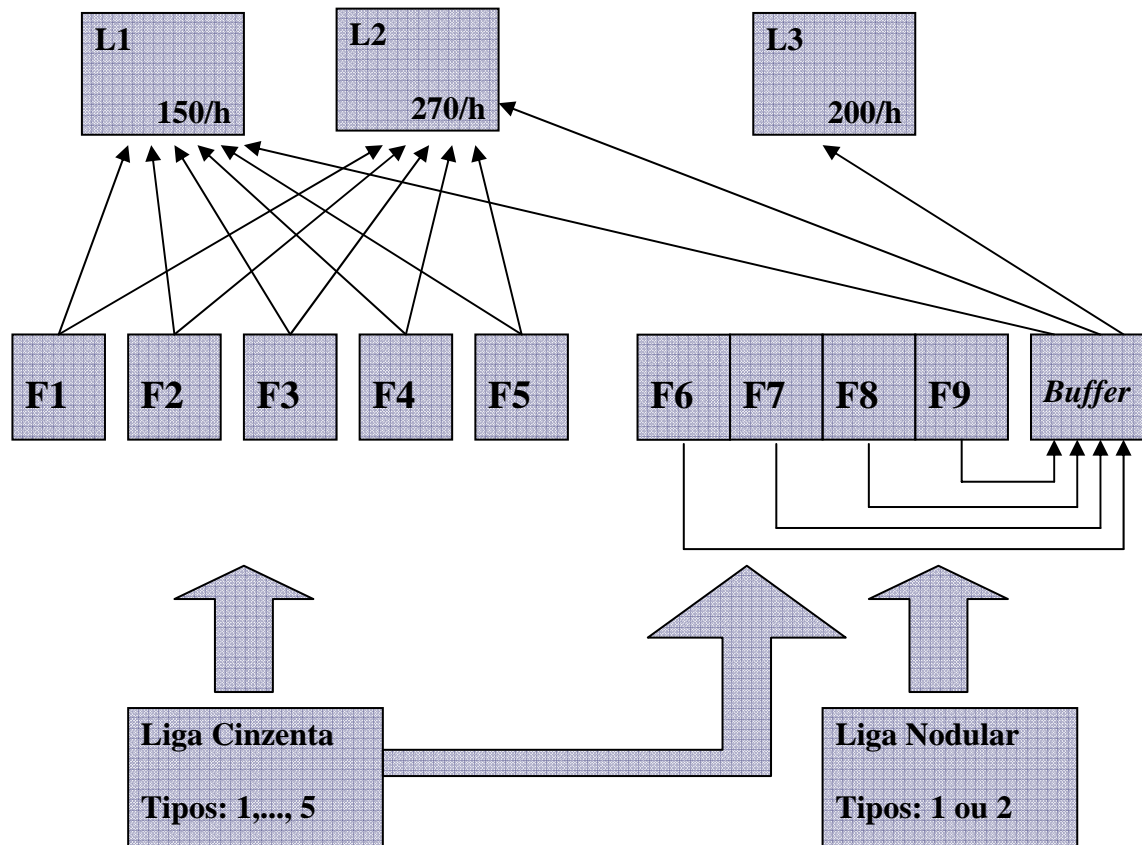 L1
150/h
L2
270/h
L3
200/h
F1
F2
F3
F4
F5
F6
F7
F8
F9
Buffer
Liga Cinzenta
Tipos: 1,..., 5
Liga Nodular
Tipos: 1 ou 2